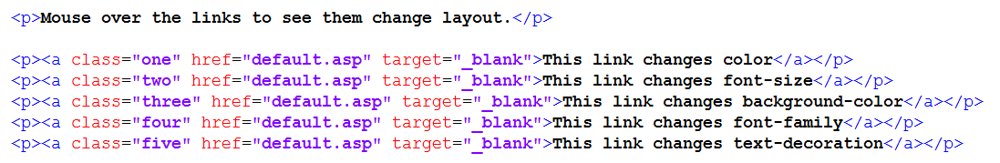 <p>Mouse over the links to see them change layout.</p>
<p><a class="one" href="default.asp" target="_blank">This link changes color</a></p>
<p><a class="two" href="default.asp" target="_blank">This link changes font-size</a></p>
<p><a class="three" href="default.asp" target="_blank">This link changes background-color</a></p>
<p><a class="four" href="default.asp" target="_blank">This link changes font-family</a></p>
<p><a class="five" href="default.asp" target="_blank">This link changes text-decoration</a></p>